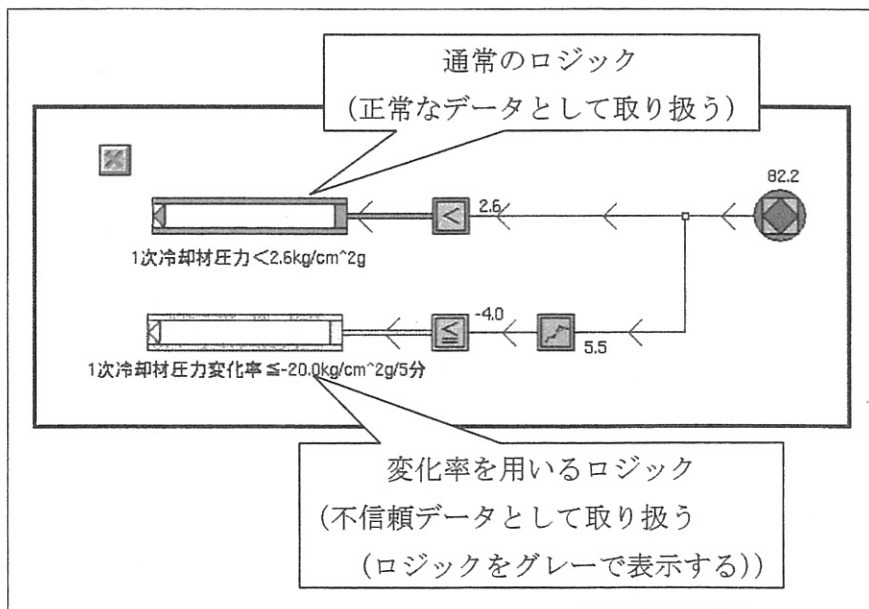 通常のロジック
(正常なデータとして取り扱う)
82.2
2.6
<
1次冷却材圧力<2.6kg/cm^2g
-4.0
≦
5.5
1次冷却材圧力変化率≦-20.0kg/cm^2g/5分
変化率を用いるロジック
(不信頼データとして取り扱う
(ロジックをグレーで表示する))